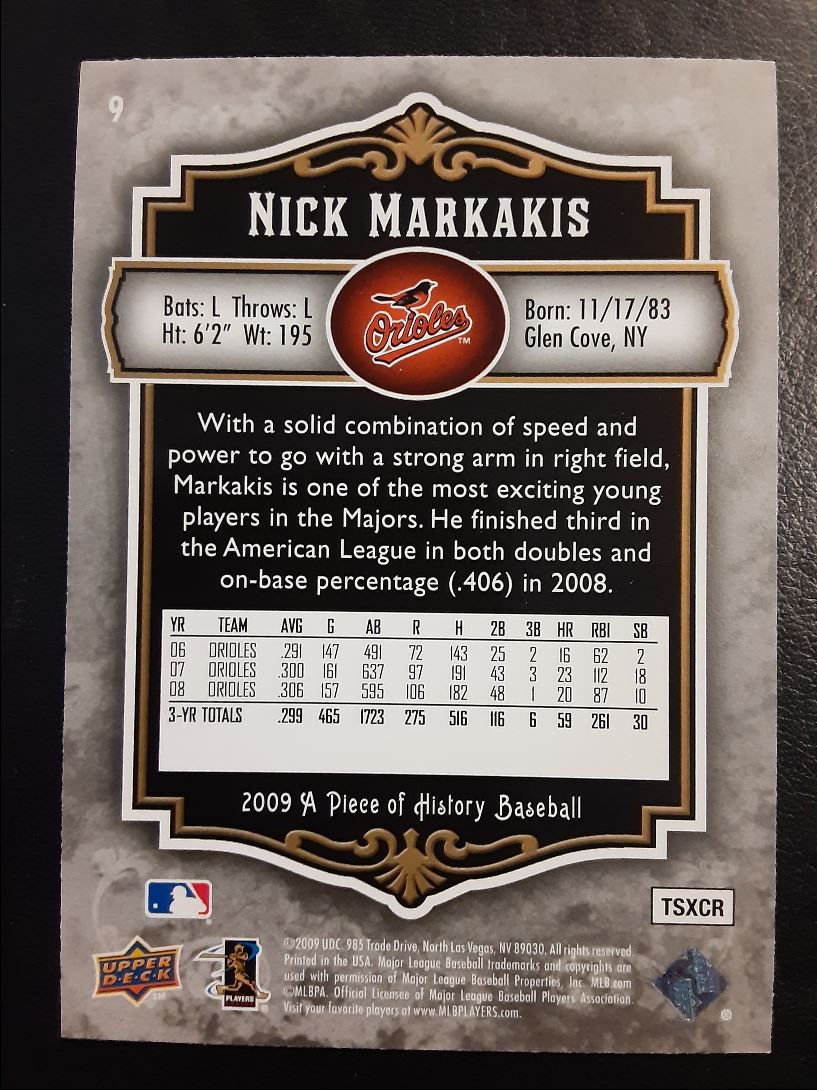 9
NICK MARKAKIS
Bats: L Throws: L
Ht: 6'2" Wt: 195
Orioles™
Born: 11/17/83
Glen Cove, NY
With a solid combination of speed and
power to go with a strong arm in right field,
Markakis is one of the most exciting young
players in the Majors. He finished third in
the American League in both doubles and
on-base percentage (.406) in 2008.
YR TEAM AVG G AB R H 2B 3B HR RBI SB
06 ORIOLES .291 147 491 72 143 25 2 16 62 2
07 ORIOLES .300 161 637 97 191 43 3 23 112 18
08 ORIOLES .306 157 595 106 182 48 1 20 87 10
3-YR TOTALS .299 465 1723 275 516 116 6 59 261 30
2009 A Piece of History Baseball
TSXCR
UPPER
DECK™
PLAYERS
©2009 UDC. 985 Trade Drive, North Las Vegas, NV 89030. All rights reserved.
Printed in the USA. Major League Baseball trademarks and copyrights are
used with permission of Major League Baseball Properties, Inc. MLB.com
©MLBPA. Official Licensee of Major League Baseball Players Association.
Visit your favorite players at www.MLBPLAYERS.com.
®